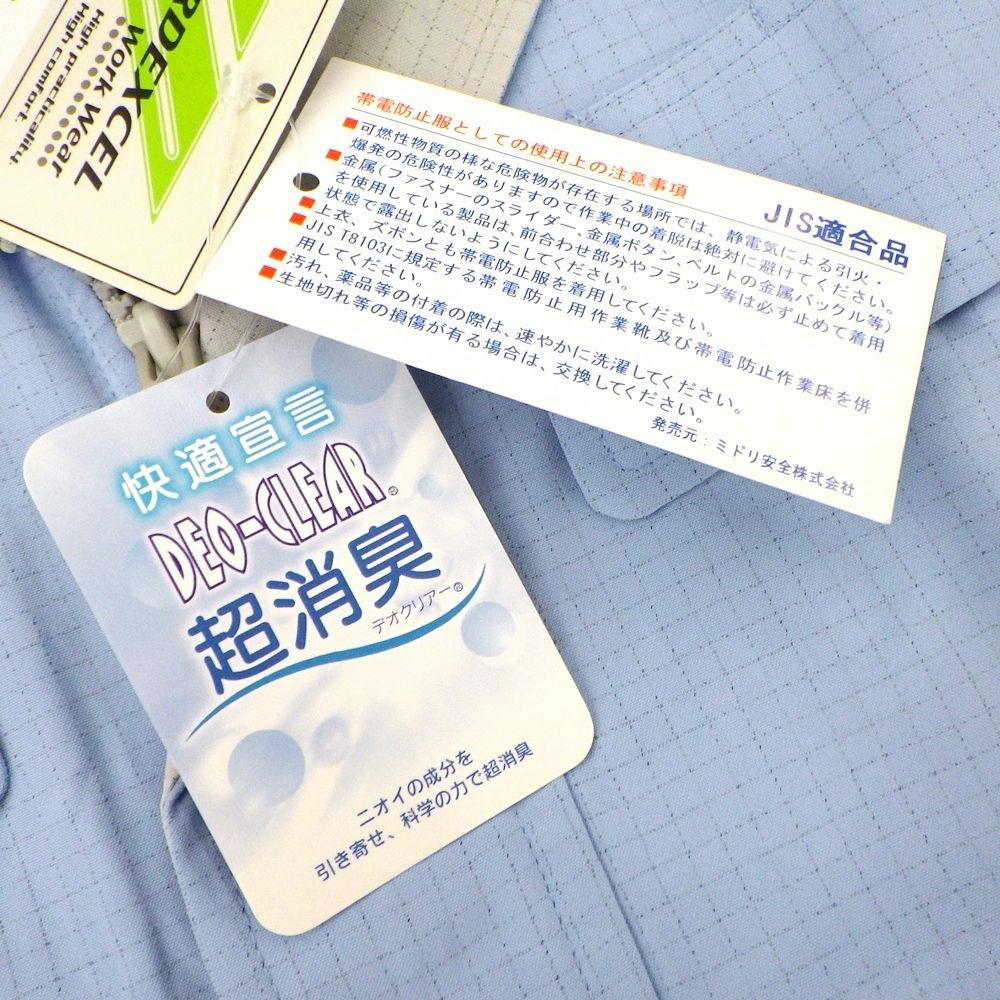 RDEXCEL
Work Wear
High practicality.
High comfort.
帯電防止服としての使用上の注意事項
JIS適合品
■可燃性物質の様な危険物が存在する場所では、静電気による引火・
爆発の危険性がありますので作業中の着脱は絶対に避けてください。
■金属(ファスナーのスライダー、金属ボタン、ベルトの金属バックル等)
を使用している製品は、前合わせ部分やフラップ等は必ず止めて着用
状態で露出しないようにしてください。
■上衣、ズボンとも帯電防止服を着用してください。
■JIS T8103に規定する帯電防止用作業靴及び帯電防止作業床を併
用してください。
■汚れ、薬品等の付着の際は、速やかに洗濯してください。
■生地切れ等の損傷が有る場合は、交換してください。
発売元:ミドリ安全株式会社
快適宣言
DEO-CLEAR®
超消臭
デオクリアー®
ニオイの成分を
引き寄せ、科学の力で超消臭